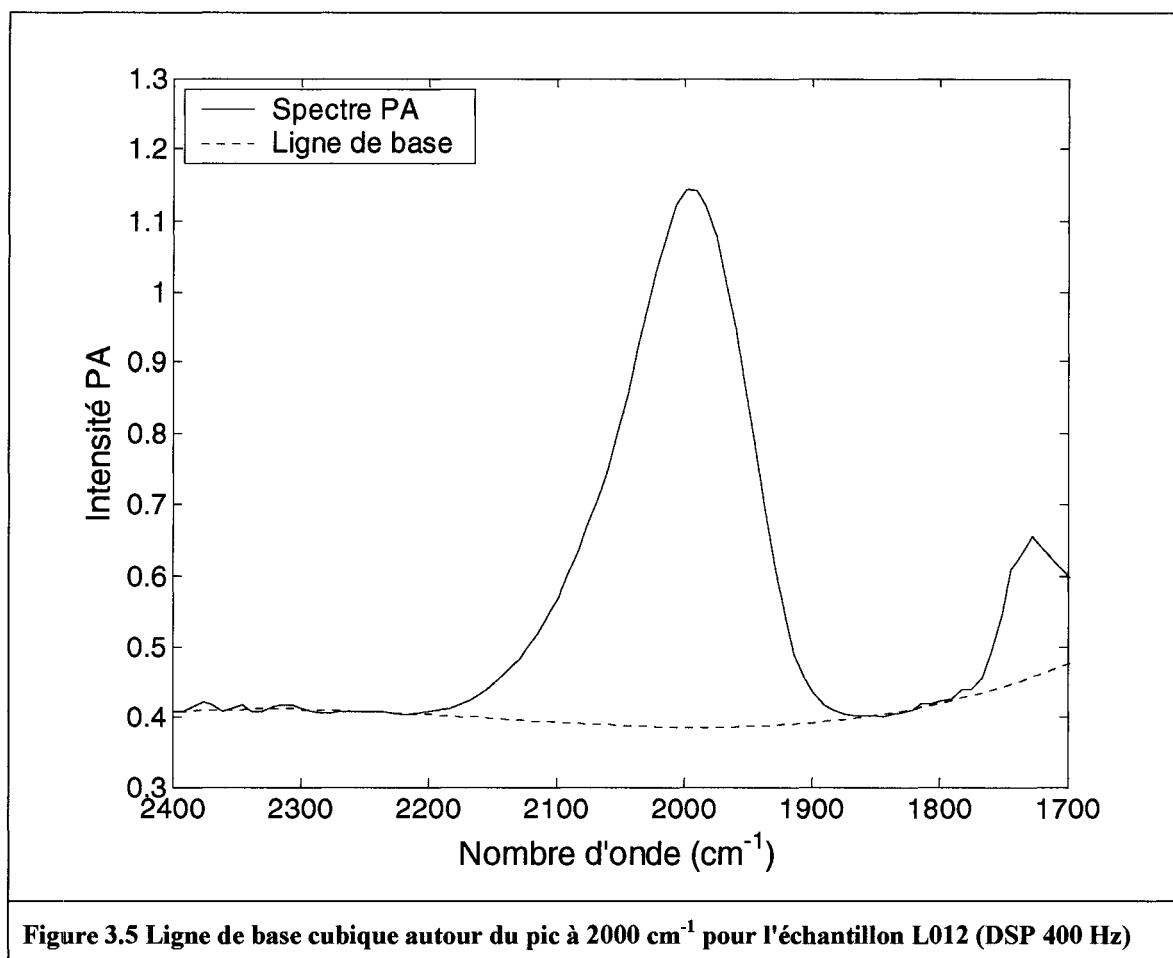 1.3
Spectre PA
Ligne de base
1.2
1.1
1
0.9
0.8
0.7
0.6
0.5
0.4
0.3
Intensité PA
2400 2300 2200 2100 2000 1900 1800 1700
Nombre d'onde (cm-1)
Figure 3.5 Ligne de base cubique autour du pic à 2000 cm-1 pour l'échantillon L012 (DSP 400 Hz)